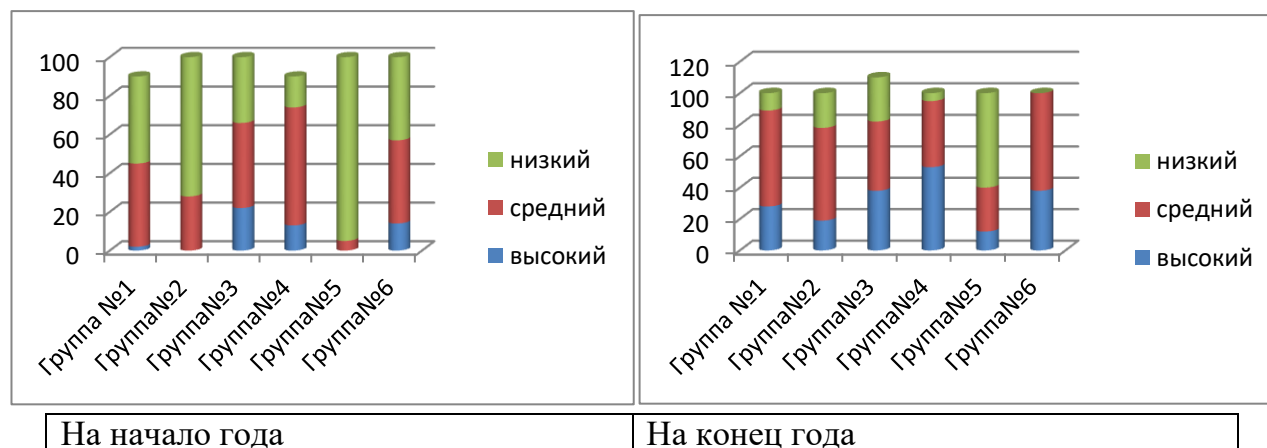 100
80
60
40
20
0
Группа №1
Группа№2
Группа№3
Группа№4
Группа№5
Группа№6
низкий
средний
высокий
120
100
80
60
40
20
0
Группа №1
Группа№2
Группа№3
Группа№4
Группа№5
Группа№6
низкий
средний
высокий
На начало года
На конец года